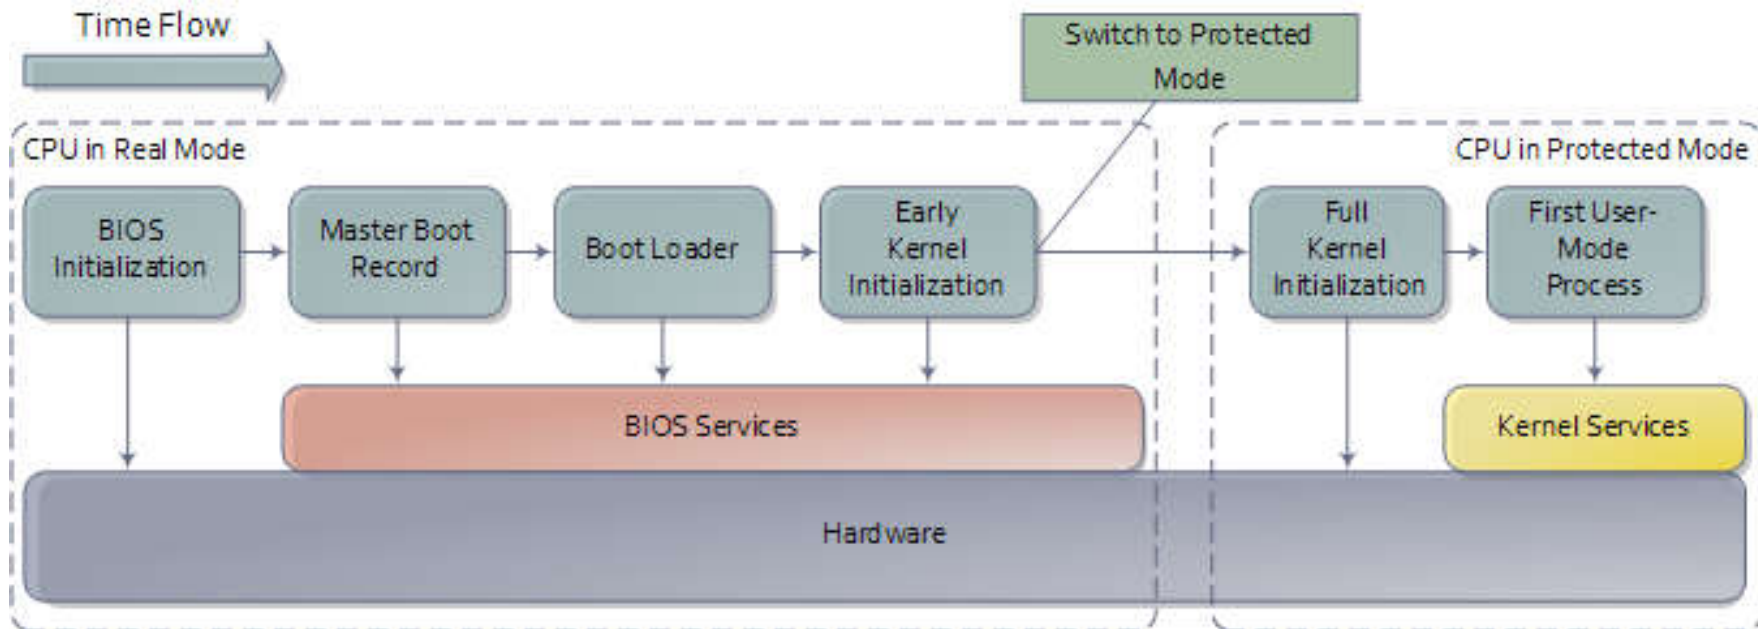 Time Flow
Switch to Protected
Mode
CPU in Real Mode
CPU in Protected Mode
BIOS
Initialization
Master Boot
Record
Boot Loader
Early
Kernel
Initialization
Full
Kernel
Initialization
First User-
Mode
Process
BIOS Services
Kernel Services
Hardware